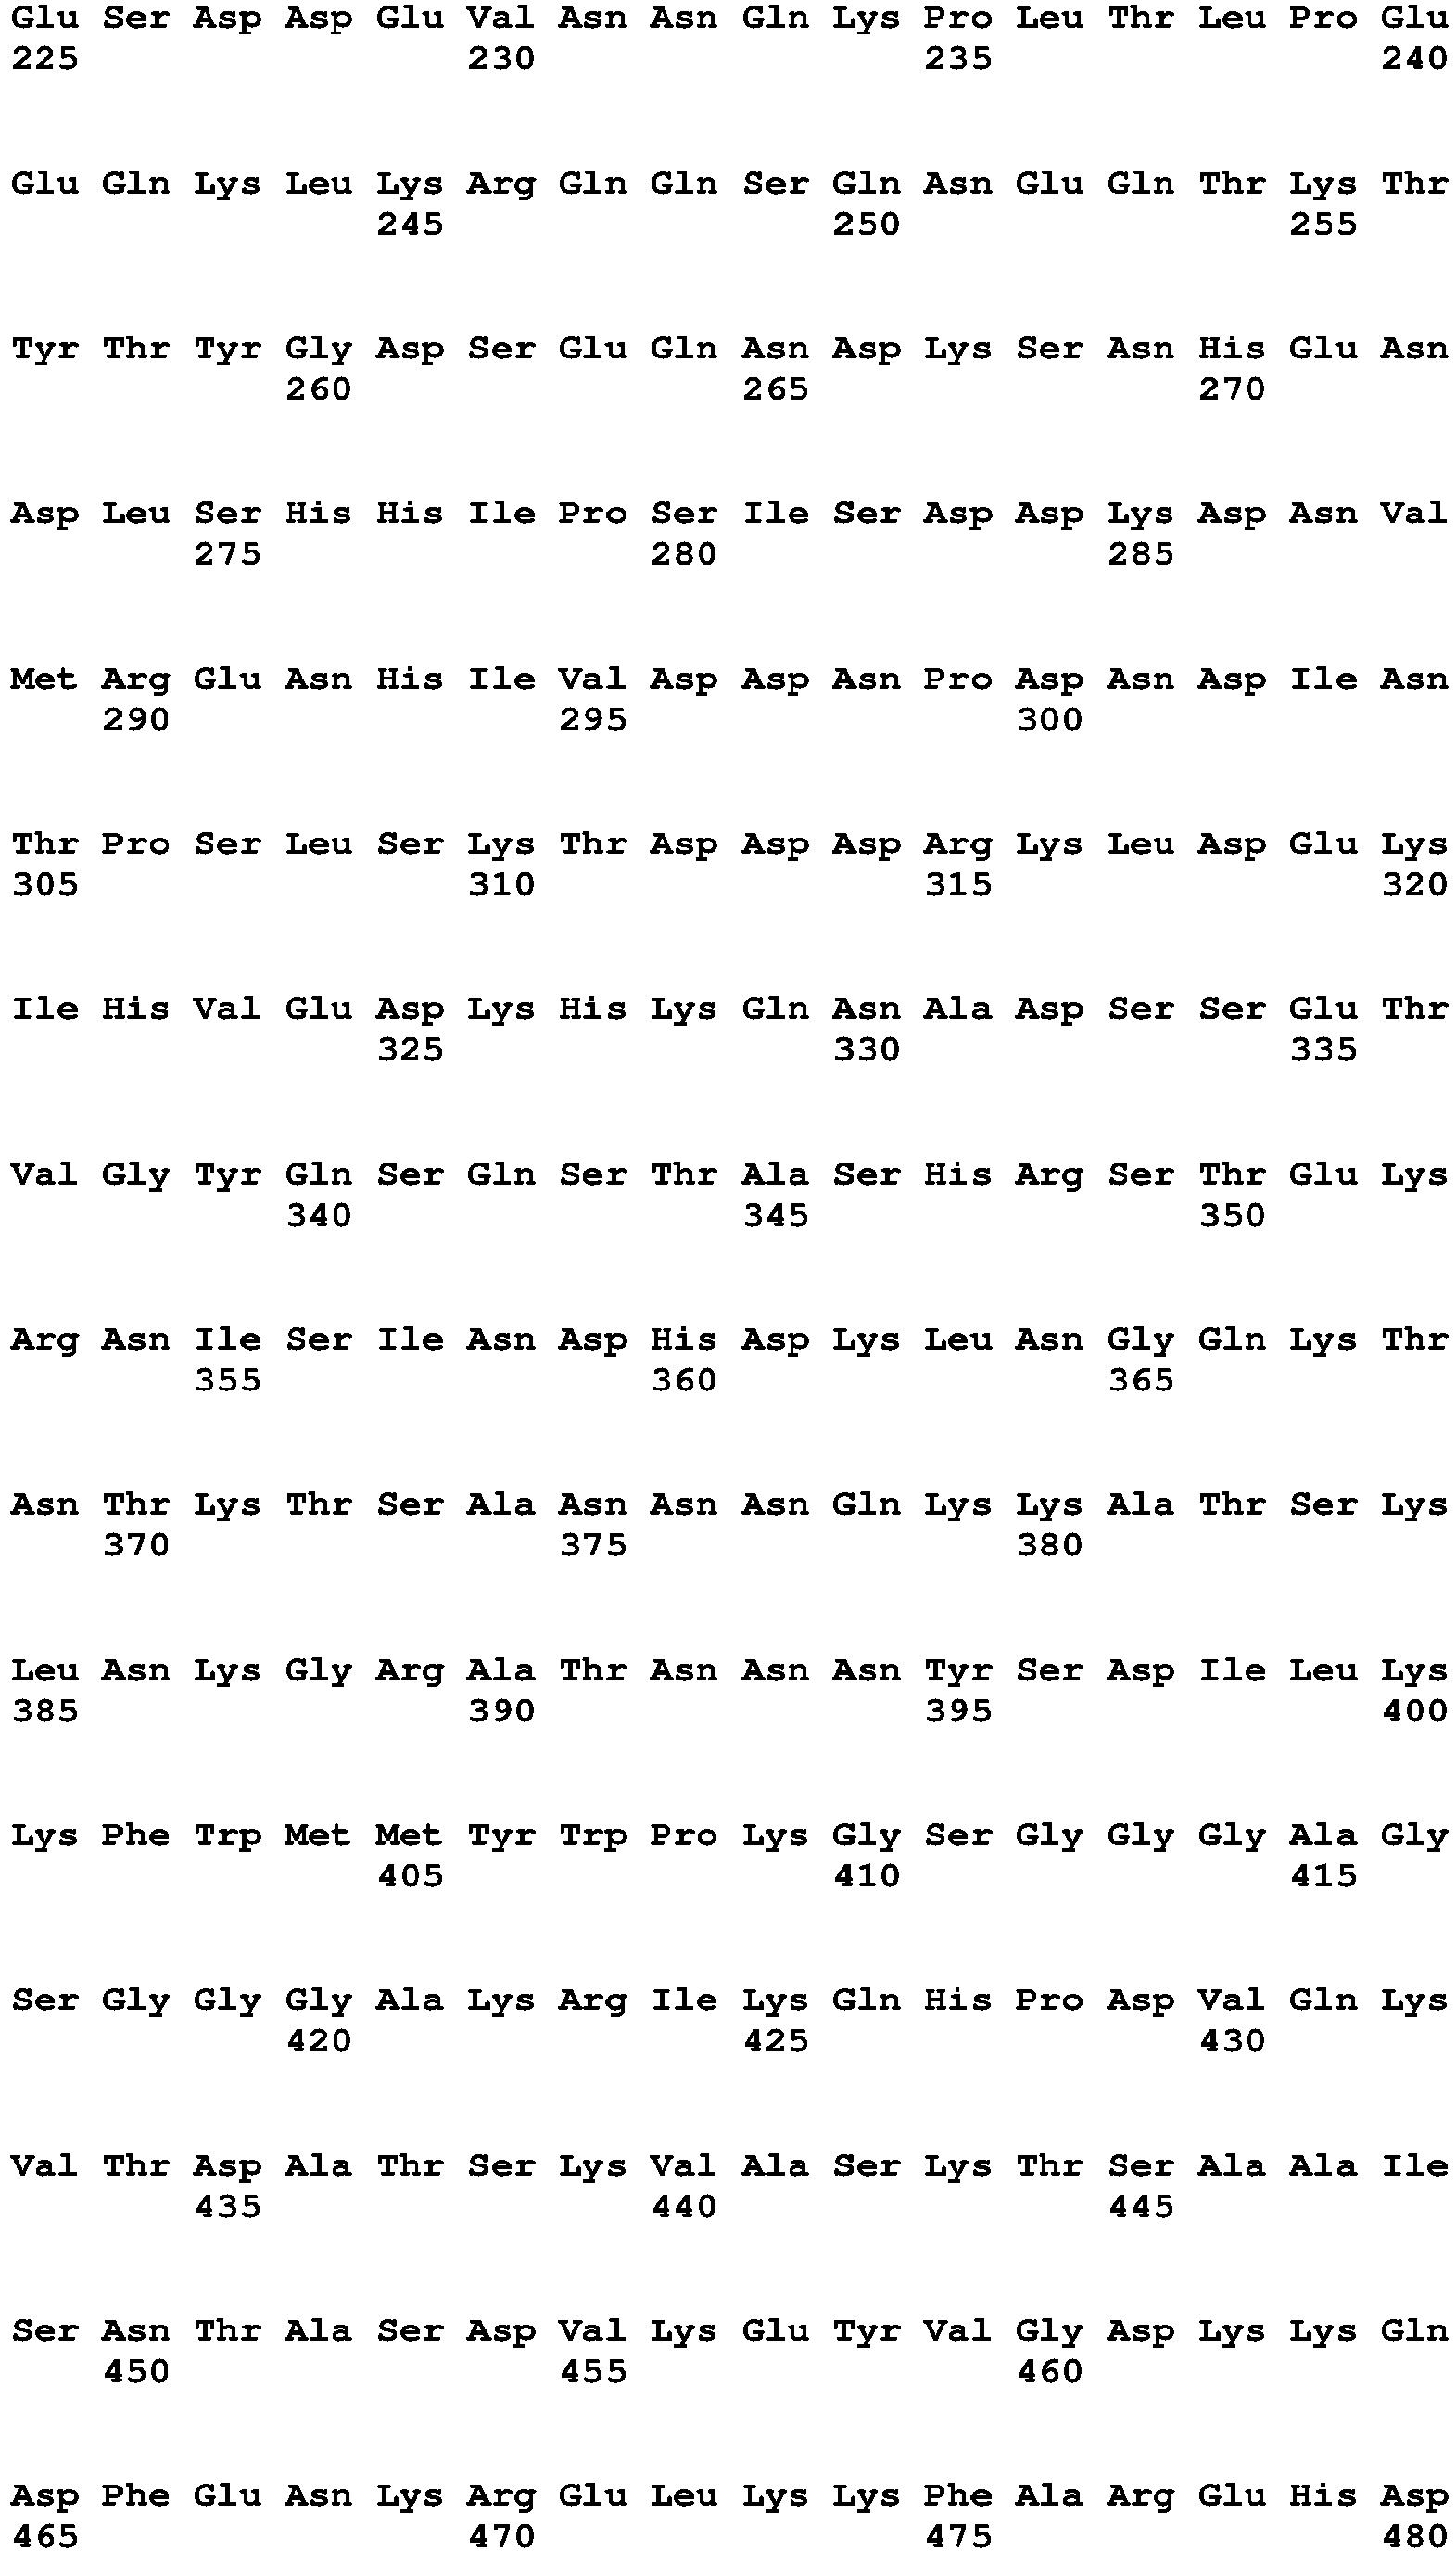 Glu Ser Asp Asp Glu Val Asn Asn Gln Lys Pro Leu Thr Leu Pro Glu
225 230 235 240
Glu Gln Lys Leu Lys Arg Gln Gln Ser Gln Asn Glu Gln Thr Lys Thr
245 250 255
Tyr Thr Tyr Gly Asp Ser Glu Gln Asn Asp Lys Ser Asn His Glu Asn
260 265 270
Asp Leu Ser His His Ile Pro Ser Ile Ser Asp Asp Lys Asp Asn Val
275 280 285
Met Arg Glu Asn His Ile Val Asp Asp Asn Pro Asp Asn Asp Ile Asn
290 295 300
Thr Pro Ser Leu Ser Lys Thr Asp Asp Asp Arg Lys Leu Asp Glu Lys
305 310 315 320
Ile His Val Glu Asp Lys His Lys Gln Asn Ala Asp Ser Ser Glu Thr
325 330 335
Val Gly Tyr Gln Ser Gln Ser Thr Ala Ser His Arg Ser Thr Glu Lys
340 345 350
Arg Asn Ile Ser Ile Asn Asp His Asp Lys Leu Asn Gly Gln Lys Thr
355 360 365
Asn Thr Lys Thr Ser Ala Asn Asn Asn Gln Lys Lys Ala Thr Ser Lys
370 375 380
Leu Asn Lys Gly Arg Ala Thr Asn Asn Asn Tyr Ser Asp Ile Leu Lys
385 390 395 400
Lys Phe Trp Met Met Tyr Trp Pro Lys Gly Ser Gly Gly Gly Ala Gly
405 410 415
Ser Gly Gly Gly Ala Lys Arg Ile Lys Gln His Pro Asp Val Gln Lys
420 425 430
Val Thr Asp Ala Thr Ser Lys Val Ala Ser Lys Thr Ser Ala Ala Ile
435 440 445
Ser Asn Thr Ala Ser Asp Val Lys Glu Tyr Val Gly Asp Lys Lys Gln
450 455 460
Asp Phe Glu Asn Lys Arg Glu Leu Lys Lys Phe Ala Arg Glu His Asp
465 470 475 480